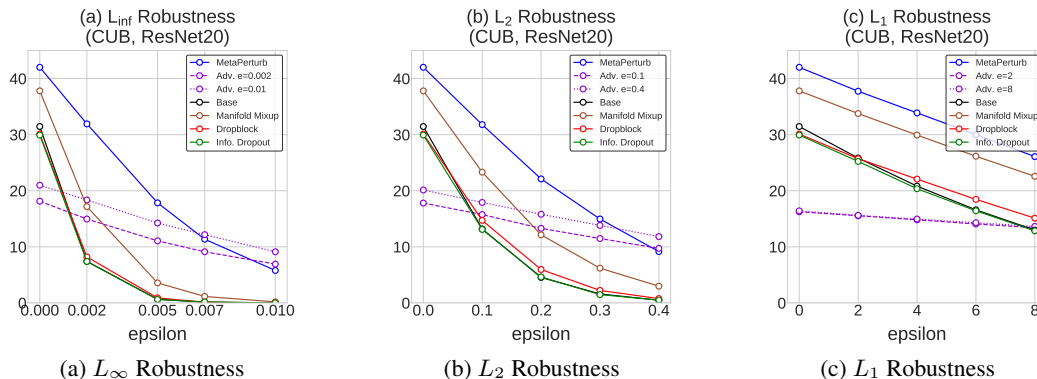 (a) L_inf Robustness
(CUB, ResNet20)
40
30
20
10
0
0.000 0.002 0.005 0.007 0.010
epsilon
MetaPerturb
Adv. e=0.002
Adv. e=0.01
Base
Manifold Mixup
Dropblock
Info. Dropout
(a) L∞ Robustness
(b) L₂ Robustness
(CUB, ResNet20)
40
30
20
10
0
0.0 0.1 0.2 0.3 0.4
epsilon
MetaPerturb
Adv. e=0.1
Adv. e=0.4
Base
Manifold Mixup
Dropblock
Info. Dropout
(b) L₂ Robustness
(c) L₁ Robustness
(CUB, ResNet20)
40
30
20
10
0
0 2 4 6 8
epsilon
MetaPerturb
Adv. e=2
Adv. e=8
Base
Manifold Mixup
Dropblock
Info. Dropout
(c) L₁ Robustness